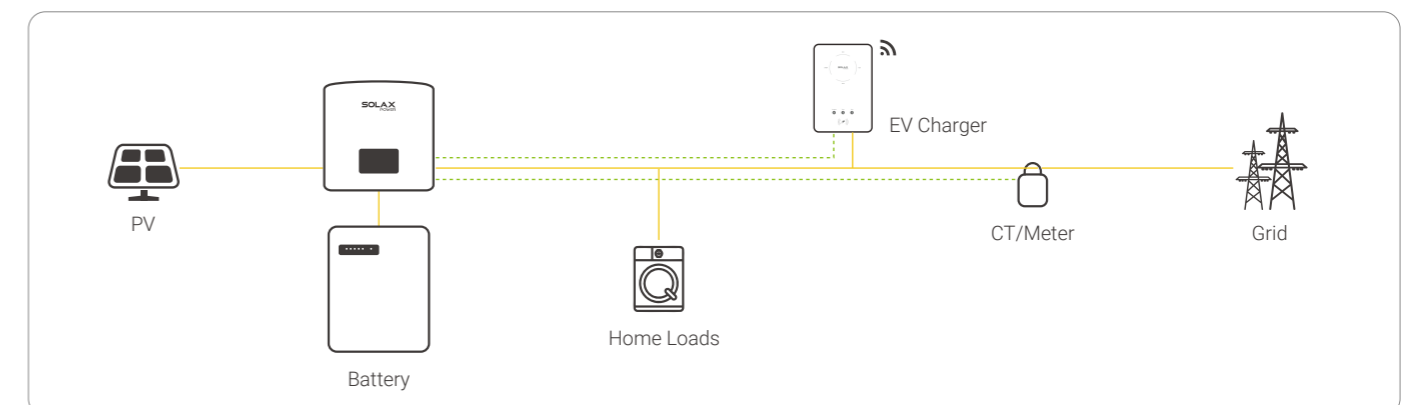 SOLAX
POWER
EV Charger
PV
CT/Meter
Grid
Home Loads
Battery